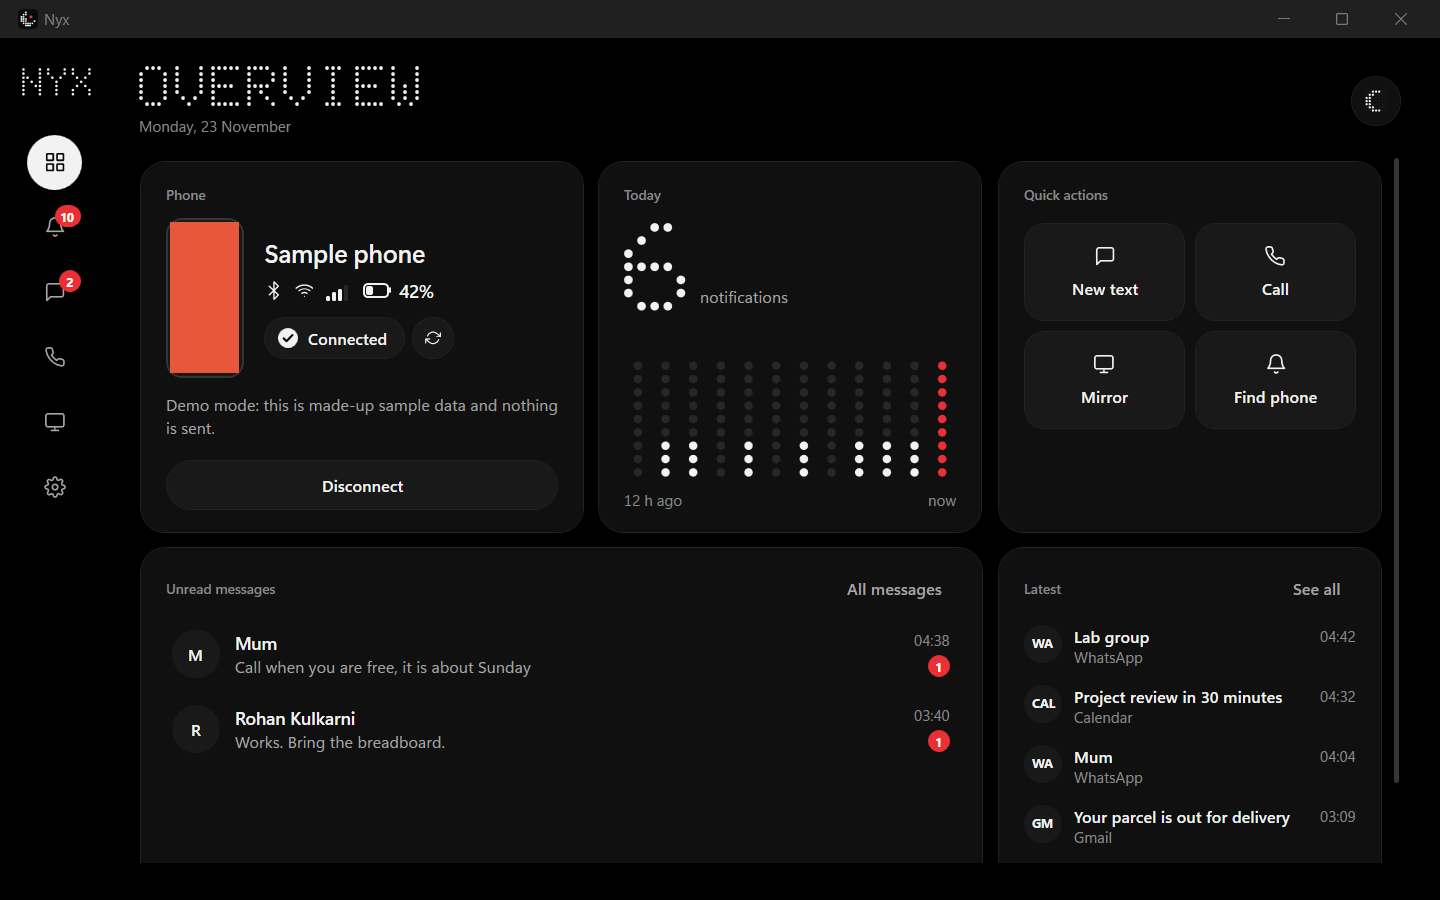 Nyx
NYX
OVERVIEW
Monday, 23 November
10
2
Phone
Sample phone
42%
Connected
Demo mode: this is made-up sample data and nothing
is sent.
Disconnect
Today
6
notifications
12 h ago
now
Quick actions
New text
Call
Mirror
Find phone
Unread messages
All messages
M
Mum
04:38
Call when you are free, it is about Sunday
1
R
Rohan Kulkarni
03:40
Works. Bring the breadboard.
1
Latest
See all
WA
Lab group
04:42
WhatsApp
CAL
Project review in 30 minutes
04:32
Calendar
WA
Mum
04:04
WhatsApp
GM
Your parcel is out for delivery
03:09
Gmail